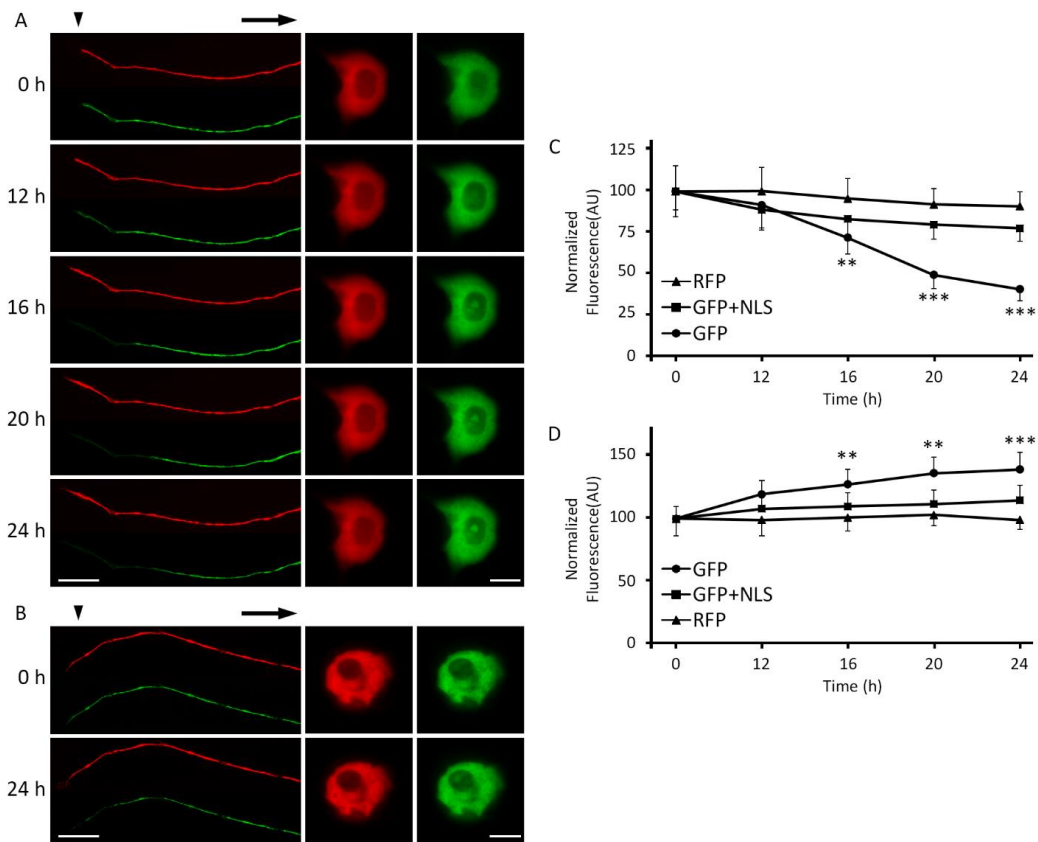 A
0 h
12 h
16 h
20 h
24 h
B
0 h
24 h
C
Normalized
Fluorescence(AU)
125
100
75
50
25
0
**
***
***
RFP
GFP+NLS
GFP
0 12 16 20 24
Time (h)
D
Normalized
Fluorescence(AU)
150
100
50
0
** ** ***
GFP
GFP+NLS
RFP
0 12 16 20 24
Time (h)